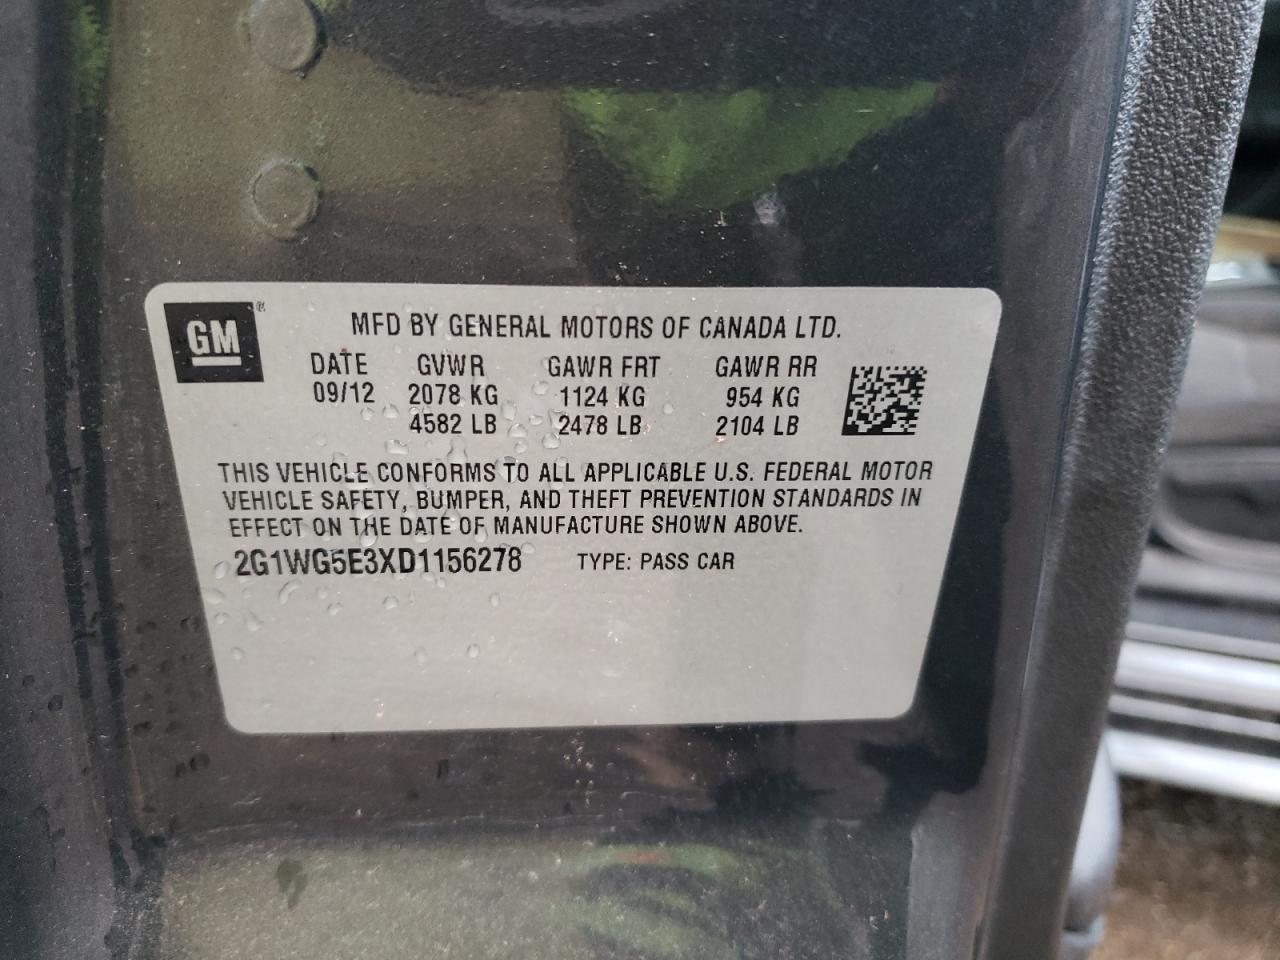 GM ®
MFD BY GENERAL MOTORS OF CANADA LTD.
DATE GVWR GAWR FRT GAWR RR
09/12 2078 KG 1124 KG 954 KG
4582 LB 2478 LB 2104 LB
THIS VEHICLE CONFORMS TO ALL APPLICABLE U.S. FEDERAL MOTOR
VEHICLE SAFETY, BUMPER, AND THEFT PREVENTION STANDARDS IN
EFFECT ON THE DATE OF MANUFACTURE SHOWN ABOVE.
2G1WG5E3XD1156278 TYPE: PASS CAR